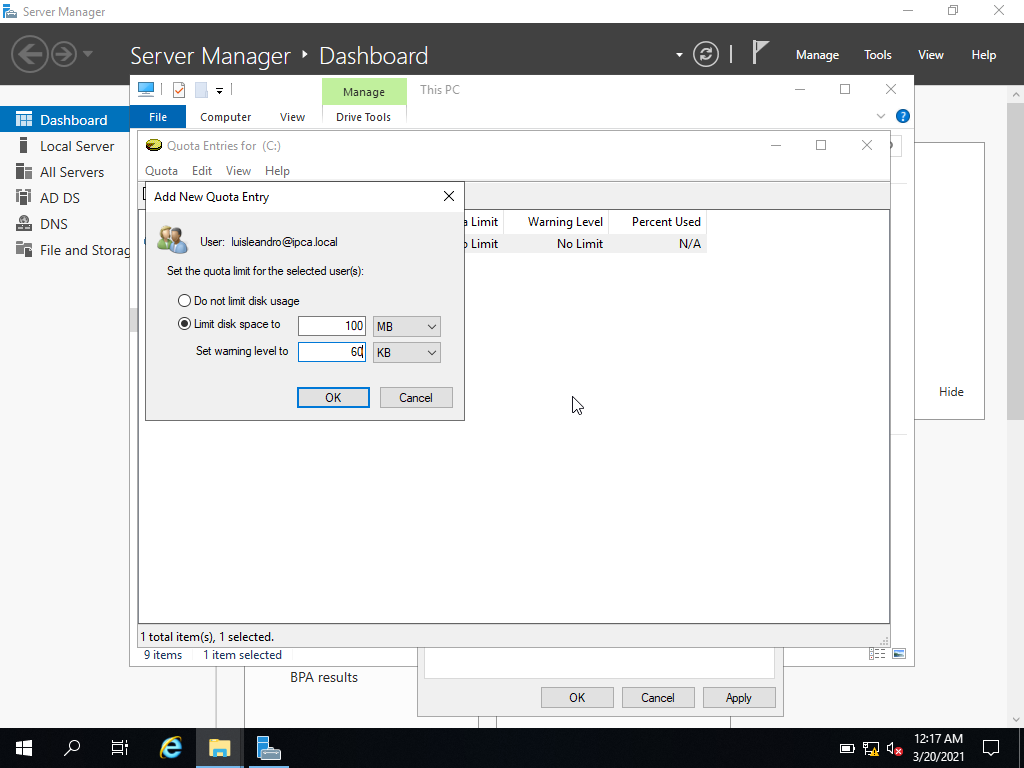 Server Manager
Server Manager ‣ Dashboard
Manage Tools View Help
Manage This PC
File Computer View Drive Tools
Dashboard
Local Server
All Servers
AD DS
DNS
File and Storag
Quota Entries for (C:)
Quota Edit View Help
Add New Quota Entry
a Limit Warning Level Percent Used
o Limit No Limit N/A
User: luisleandro@ipca.local
Set the quota limit for the selected user(s):
Do not limit disk usage
Limit disk space to 100 MB
Set warning level to 60 KB
OK Cancel
Hide
1 total item(s), 1 selected.
9 items 1 item selected
BPA results
OK Cancel Apply
12:17 AM
3/20/2021